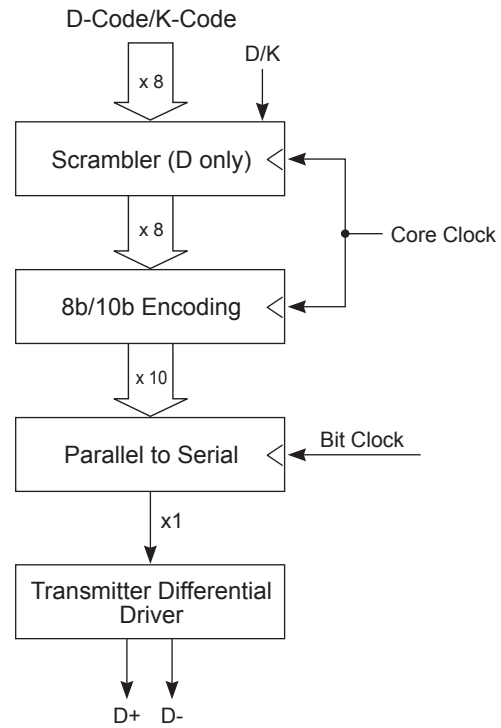 D-Code/K-Code
D/K
x 8
Scrambler (D only)
x 8
Core Clock
8b/10b Encoding
x 10
Bit Clock
Parallel to Serial
x1
Transmitter Differential
Driver
D+ D-